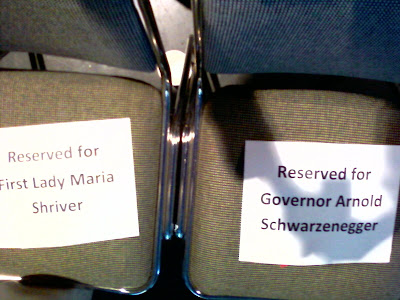 Reserved for
First Lady Maria
Shriver
Reserved for
Governor Arnold
Schwarzenegger